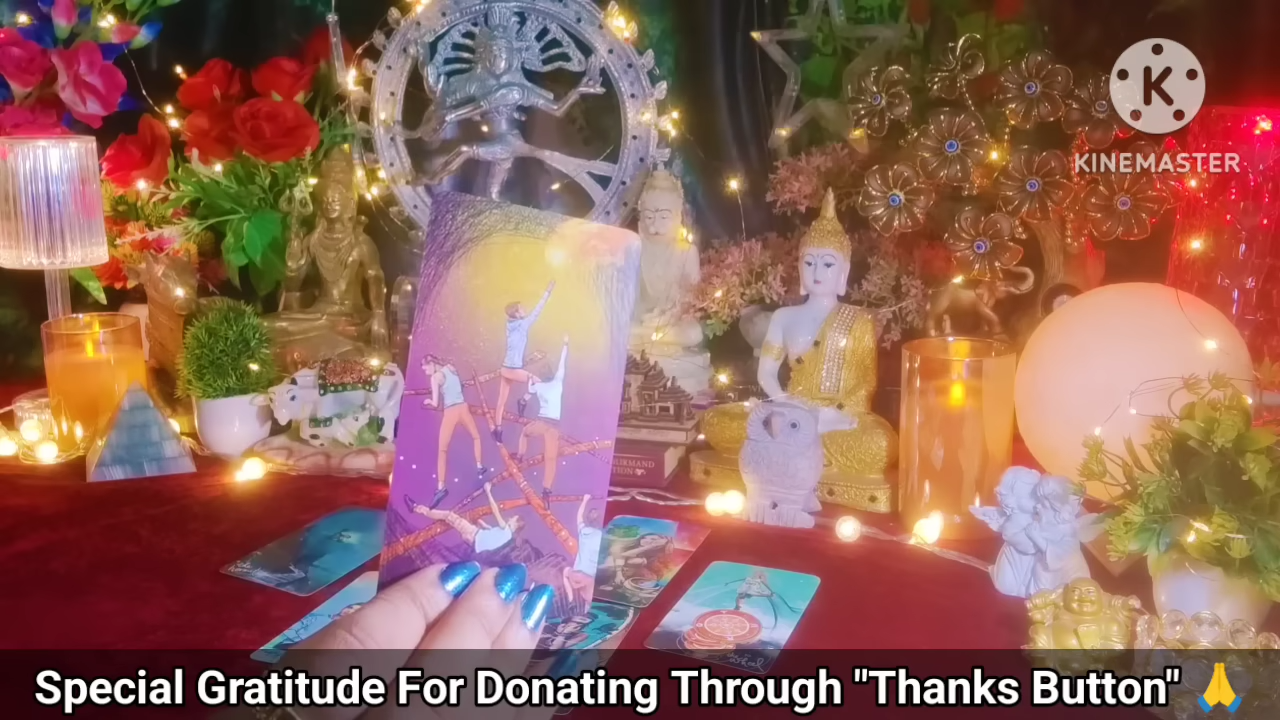 K
KINEMASTER
Special Gratitude For Donating Through "Thanks Button" 🙏